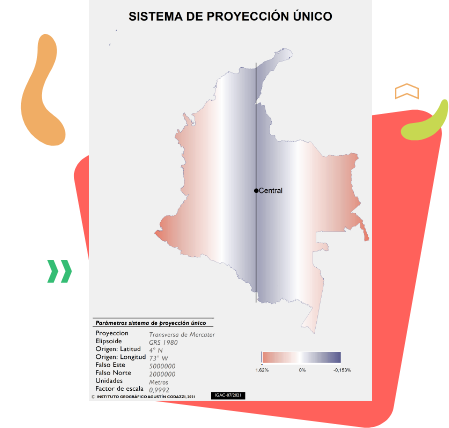 SISTEMA DE PROYECCIÓN ÚNICO
Central
Parámetros sistema de proyección único
Proyeccion Transversa de Mercator
Elipsoide GRS 1980
Origen: Latitud 4° N
Origen: Longitud 73° W
Falso Este 5000000
Falso Norte 2000000
Unidades Metros
Factor de escala 0,9992
1.62% 0% -0.153%
© INSTITUTO GEOGRÁFICO AGUSTÍN CODAZZI, 2021 IGAC-07/2021